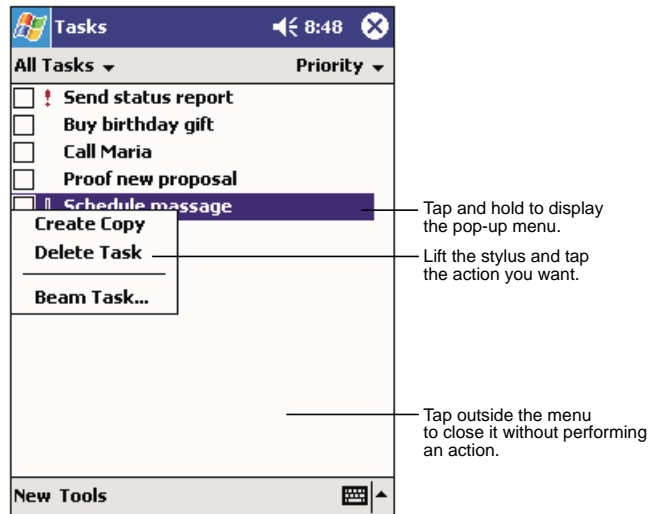 Tasks 8:48
All Tasks Priority
! Send status report
Buy birthday gift
Call Maria
Proof new proposal
Schedule massage
Create Copy
Delete Task
Beam Task...
Tap and hold to display
the pop-up menu.
Lift the stylus and tap
the action you want.
Tap outside the menu
to close it without performing
an action.
New Tools